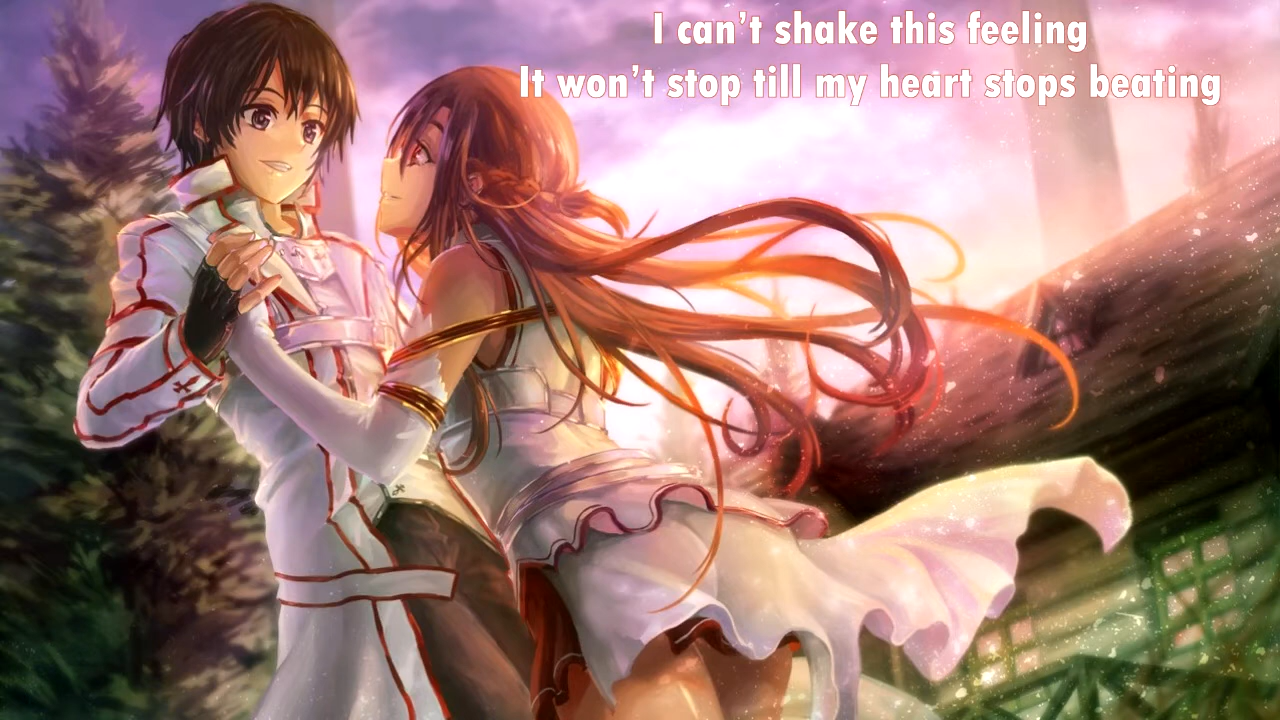 I can’t shake this feeling
It won’t stop till my heart stops beating